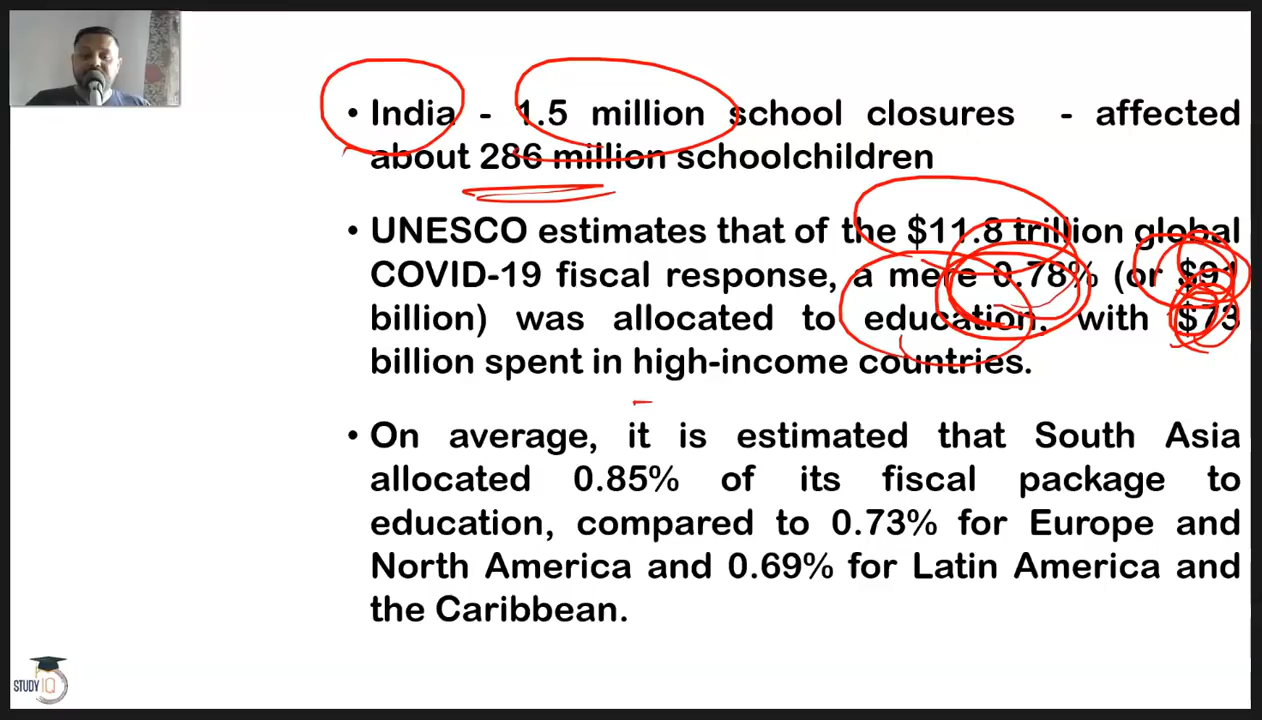 • India - 1.5 million school closures - affected
about 286 million schoolchildren
• UNESCO estimates that of the $11.8 trillion global
COVID-19 fiscal response, a mere 0.78% (or $91
billion) was allocated to education, with $73
billion spent in high-income countries.
• On average, it is estimated that South Asia
allocated 0.85% of its fiscal package to
education, compared to 0.73% for Europe and
North America and 0.69% for Latin America and
the Caribbean.
STUDY IQ